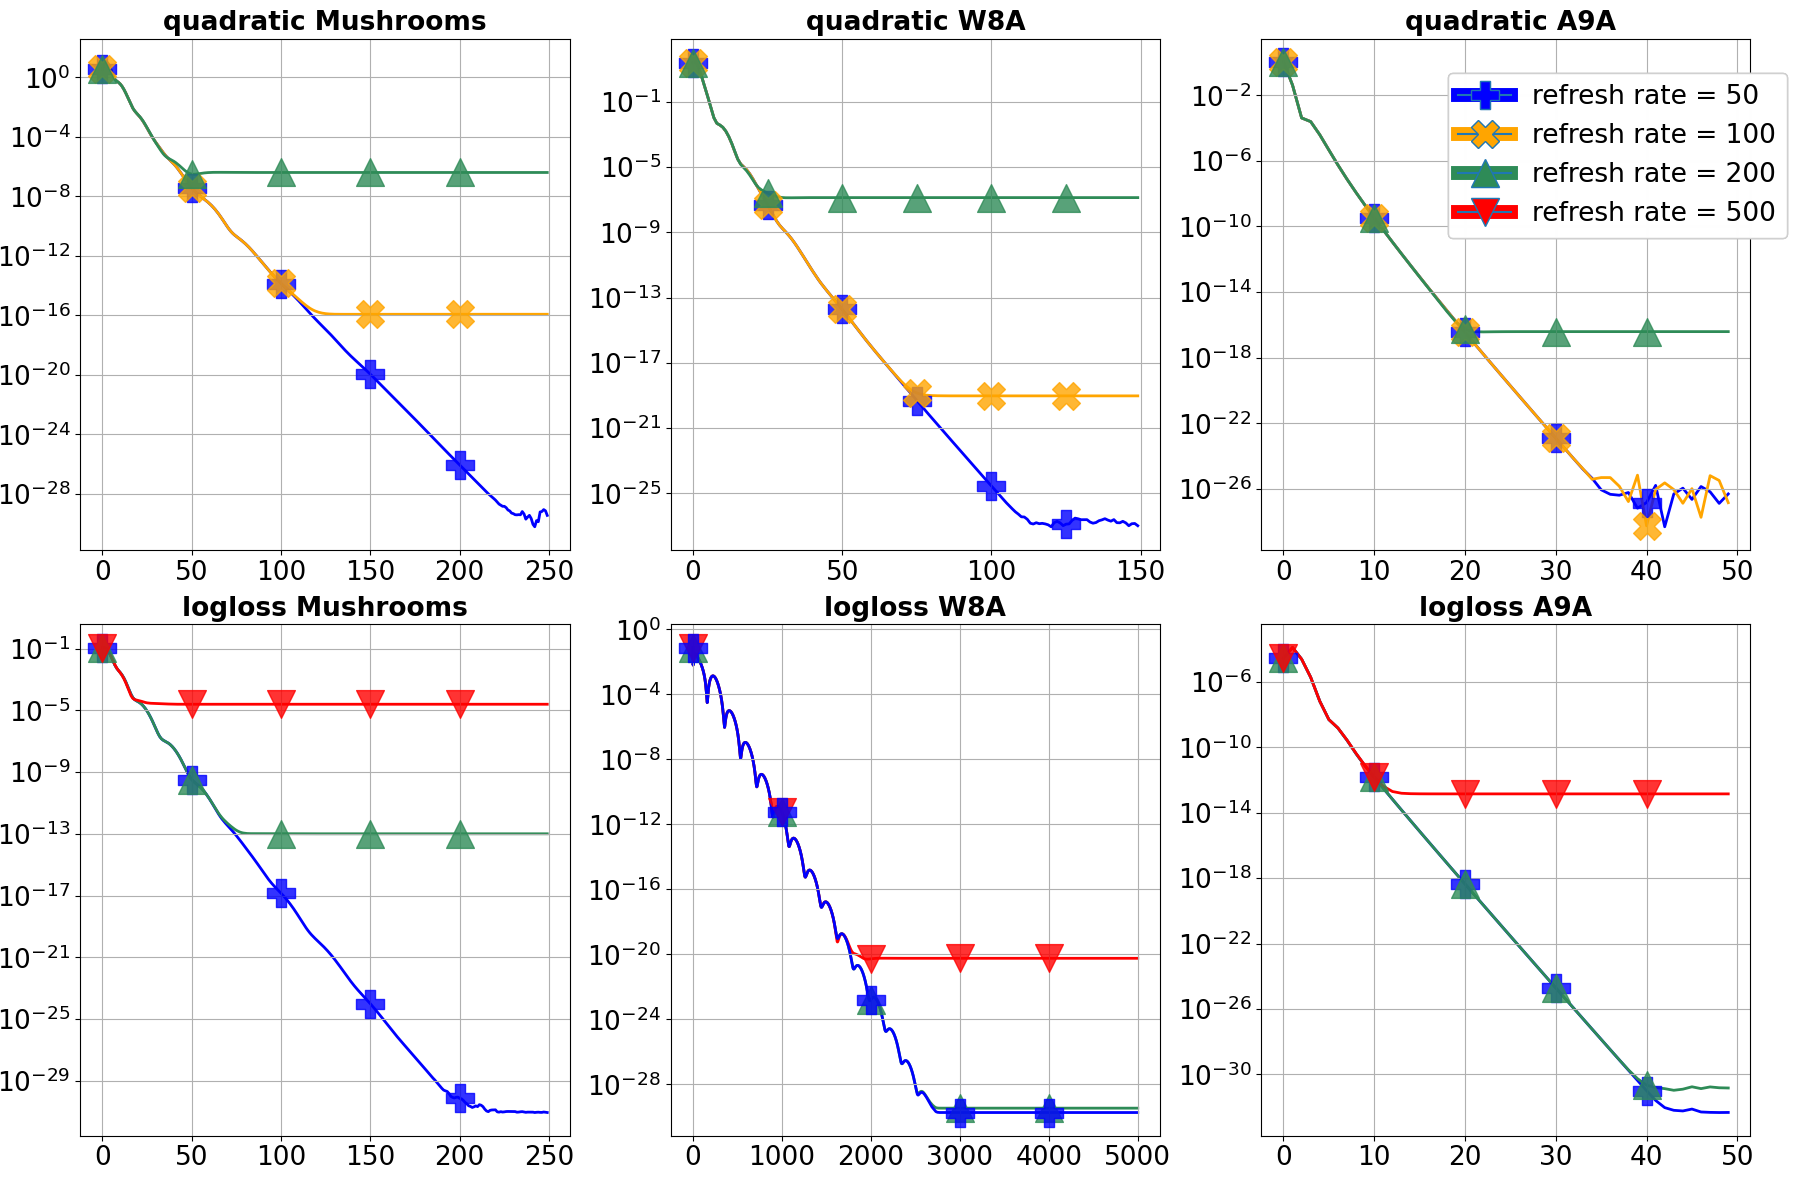 quadratic Mushrooms
10^0
10^-4
10^-8
10^-12
10^-16
10^-20
10^-24
10^-28
0 50 100 150 200 250
quadratic W8A
10^-1
10^-5
10^-9
10^-13
10^-17
10^-21
10^-25
0 50 100 150
quadratic A9A
10^-2
10^-6
10^-10
10^-14
10^-18
10^-22
10^-26
0 10 20 30 40 50
refresh rate = 50
refresh rate = 100
refresh rate = 200
refresh rate = 500
logloss Mushrooms
10^-1
10^-5
10^-9
10^-13
10^-17
10^-21
10^-25
10^-29
0 50 100 150 200 250
logloss W8A
10^0
10^-4
10^-8
10^-12
10^-16
10^-20
10^-24
10^-28
0 1000 2000 3000 4000 5000
logloss A9A
10^-6
10^-10
10^-14
10^-18
10^-22
10^-26
10^-30
0 10 20 30 40 50